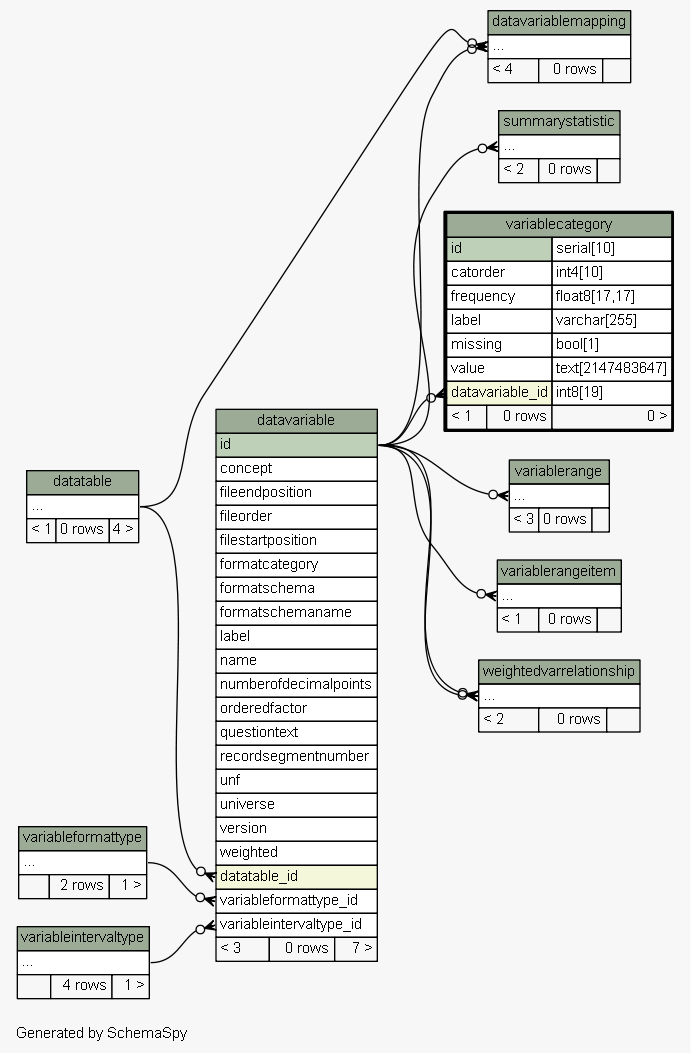 datavariablemapping
...
< 4 0 rows
summarystatistic
...
< 2 0 rows
variablecategory
id serial[10]
catorder int4[10]
frequency float8[17,17]
label varchar[255]
missing bool[1]
value text[2147483647]
datavariable_id int8[19]
< 1 0 rows 0 >
datavariable
id
concept
fileendposition
fileorder
filestartposition
formatcategory
formatschema
formatschemaname
label
name
numberofdecimalpoints
orderedfactor
questiontext
recordsegmentnumber
unf
universe
version
weighted
datatable_id
variableformattype_id
variableintervaltype_id
< 3 0 rows 7 >
datatable
...
< 1 0 rows 4 >
variablerange
...
< 3 0 rows
variablerangeitem
...
< 1 0 rows
weightedvarrelationship
...
< 2 0 rows
variableformattype
...
2 rows 1 >
variableintervaltype
...
4 rows 1 >
Generated by SchemaSpy